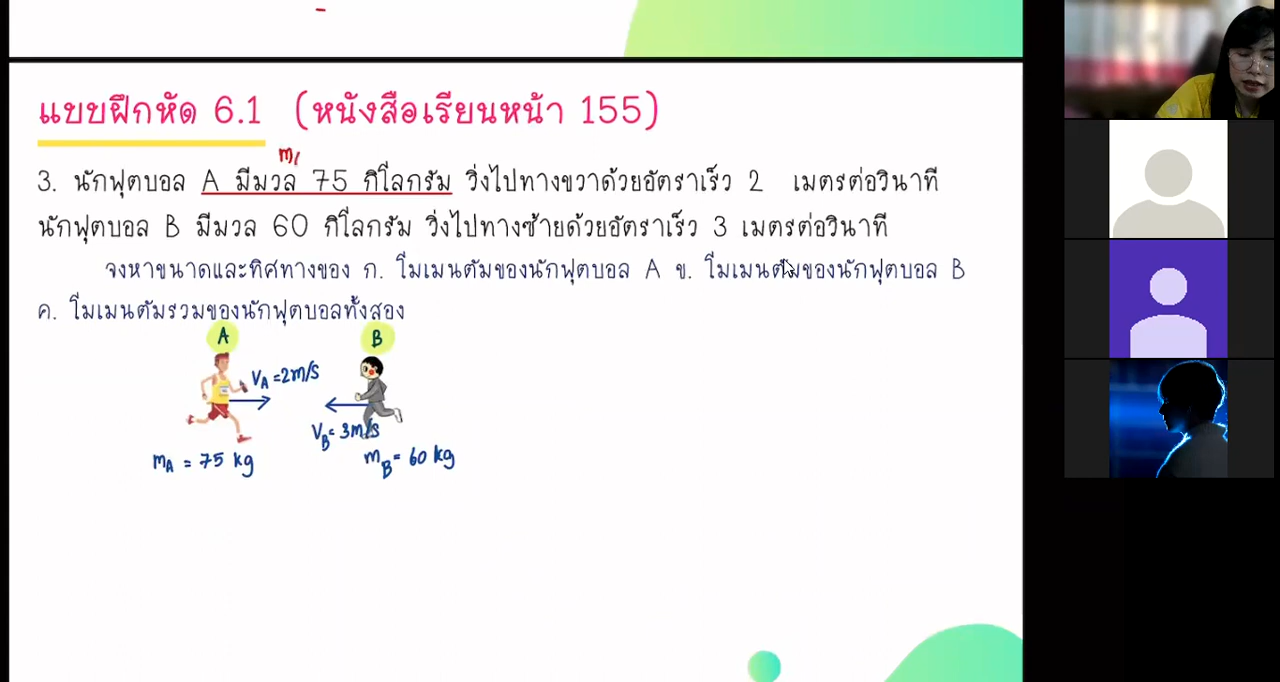 แบบฝึกหัด 6.1 (หนังสือเรียนหน้า 155)
m,
3. นักฟุตบอล A มีมวล 75 กิโลกรัม วิ่งไปทางขวาด้วยอัตราเร็ว 2 เมตรต่อวินาที
นักฟุตบอล B มีมวล 60 กิโลกรัม วิ่งไปทางซ้ายด้วยอัตราเร็ว 3 เมตรต่อวินาที
จงหาขนาดและทิศทางของ ก. โมเมนตัมของนักฟุตบอล A ข. โมเมนตัมของนักฟุตบอล B
ค. โมเมนตัมรวมของนักฟุตบอลทั้งสอง
A B
VA = 2 m/s
VB = 3 m/s
mA = 75 kg mB = 60 kg